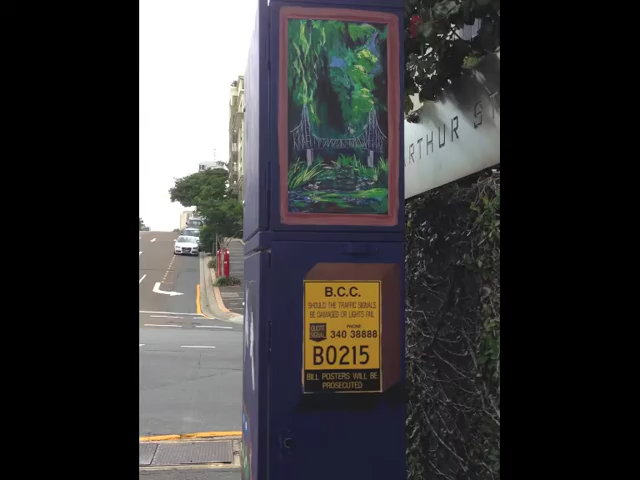 RTHUR S
B.C.C.
SHOULD THE TRAFFIC SIGNALS
BE DAMAGED OR LIGHTS FAIL
QUOTE
SIGNAL
PHONE
340 38888
B0215
BILL POSTERS WILL BE
PROSECUTED